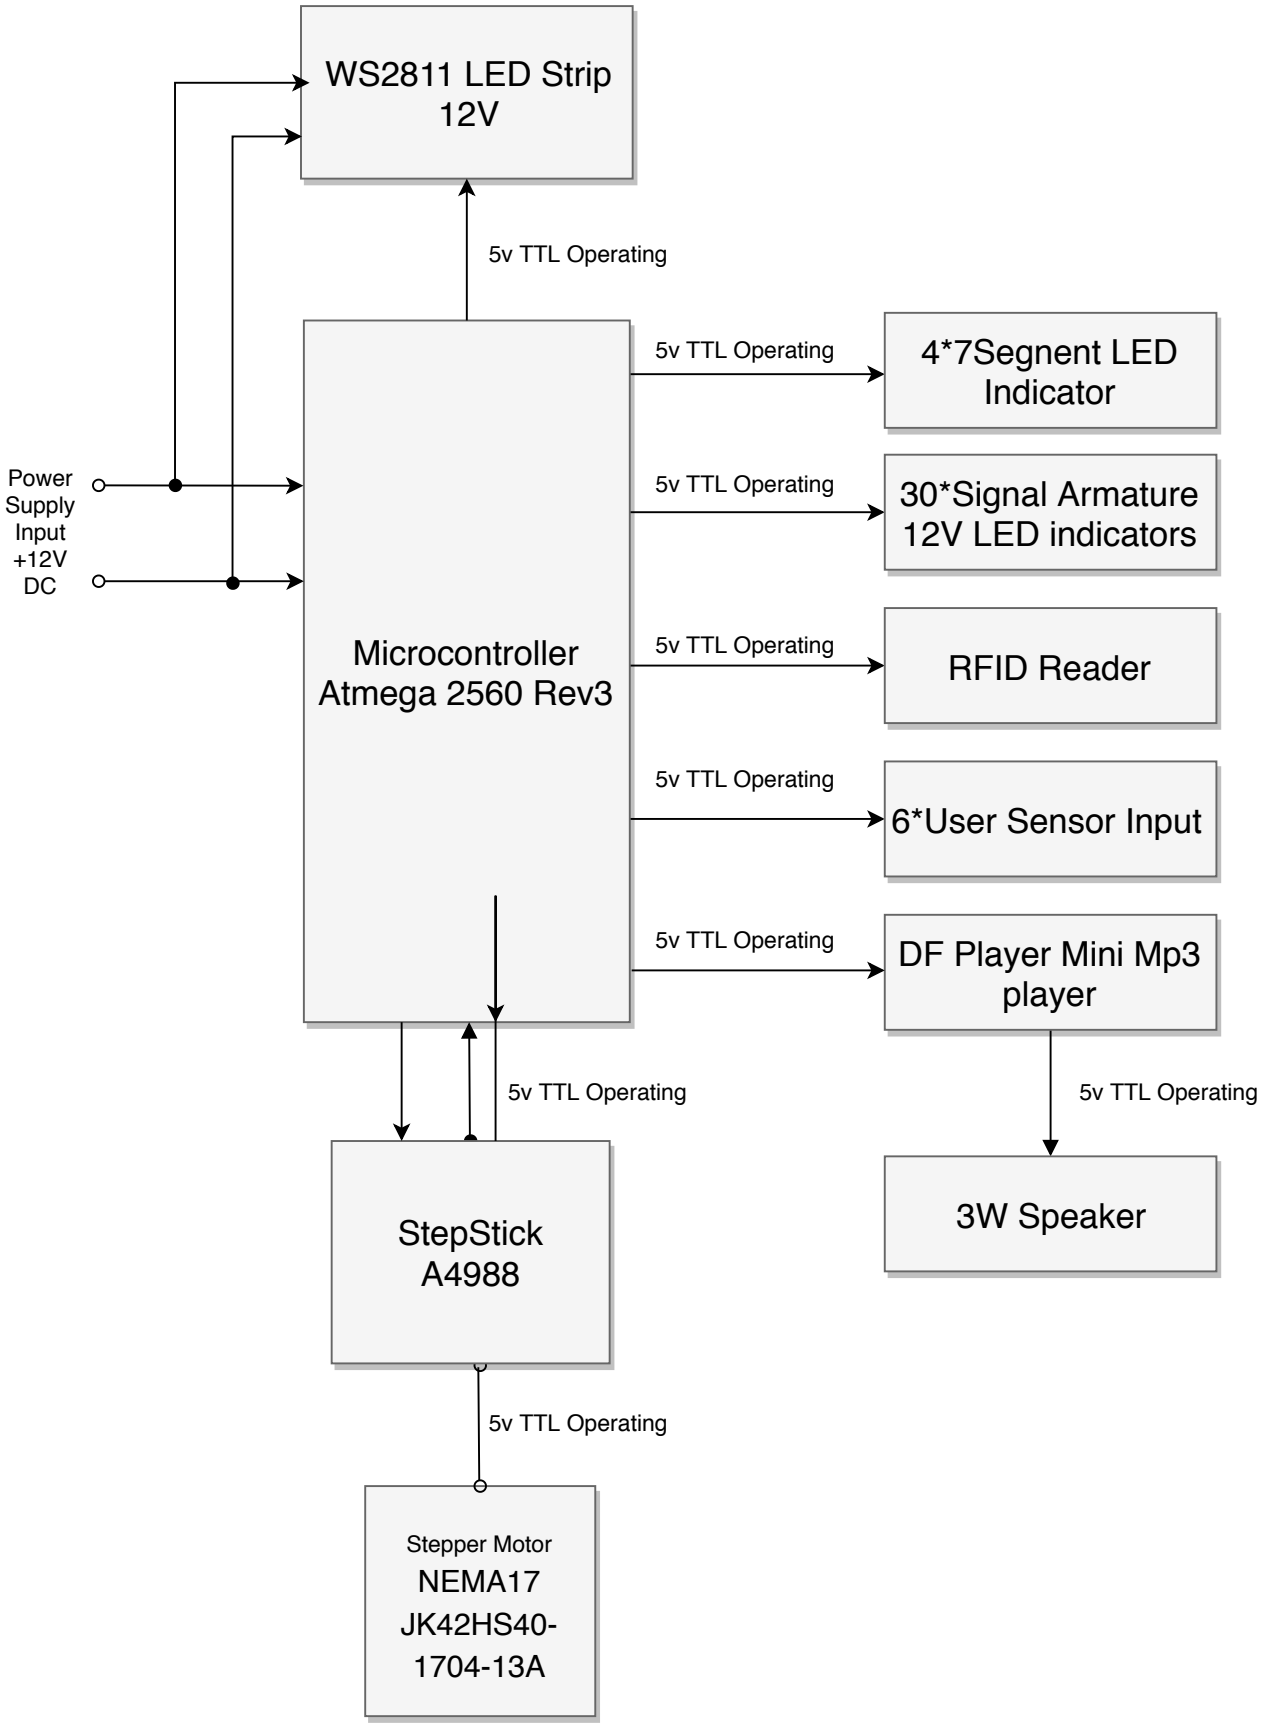 WS2811 LED Strip
12V
5v TTL Operating
5v TTL Operating
4*7Segnent LED
Indicator
Power
Supply
Input
+12V
DC
5v TTL Operating
30*Signal Armature
12V LED indicators
Microcontroller
Atmega 2560 Rev3
5v TTL Operating
RFID Reader
5v TTL Operating
6*User Sensor Input
5v TTL Operating
DF Player Mini Mp3
player
5v TTL Operating
5v TTL Operating
StepStick
A4988
3W Speaker
5v TTL Operating
Stepper Motor
NEMA17
JK42HS40-
1704-13A